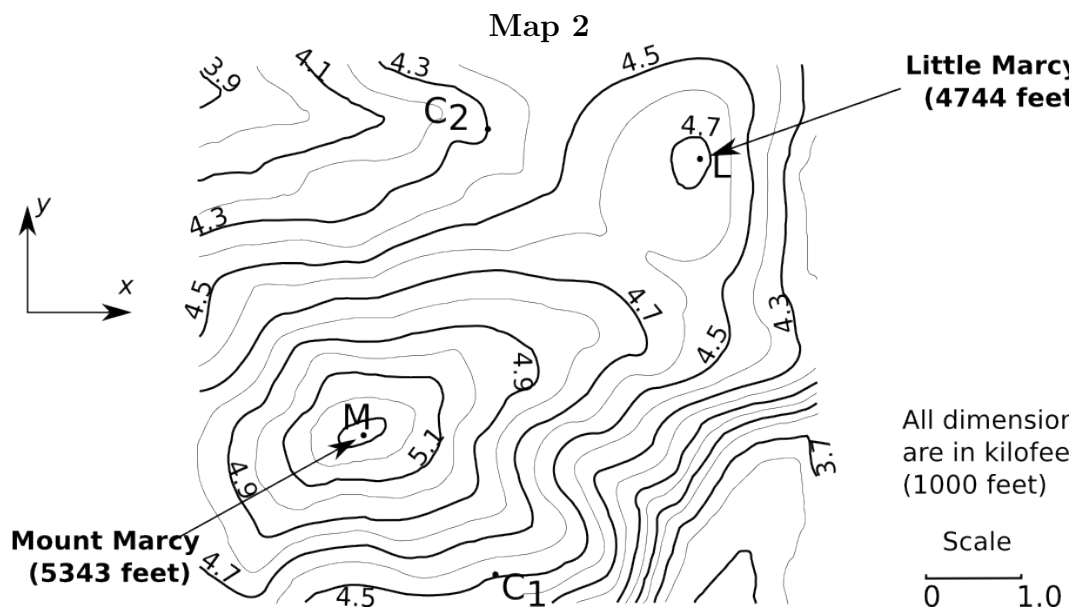 Map 2
4.5
Little Marcy
(4744 feet
3.9
4.1
4.3
C2
4.7
L
y
x
4.3
4.5
4.7
4.3
4.5
4.9
M
5.1
4.9
All dimension
are in kilofee
(1000 feet)
3.7
Mount Marcy
(5343 feet)
4.7
4.5
C1
Scale
0 1.0